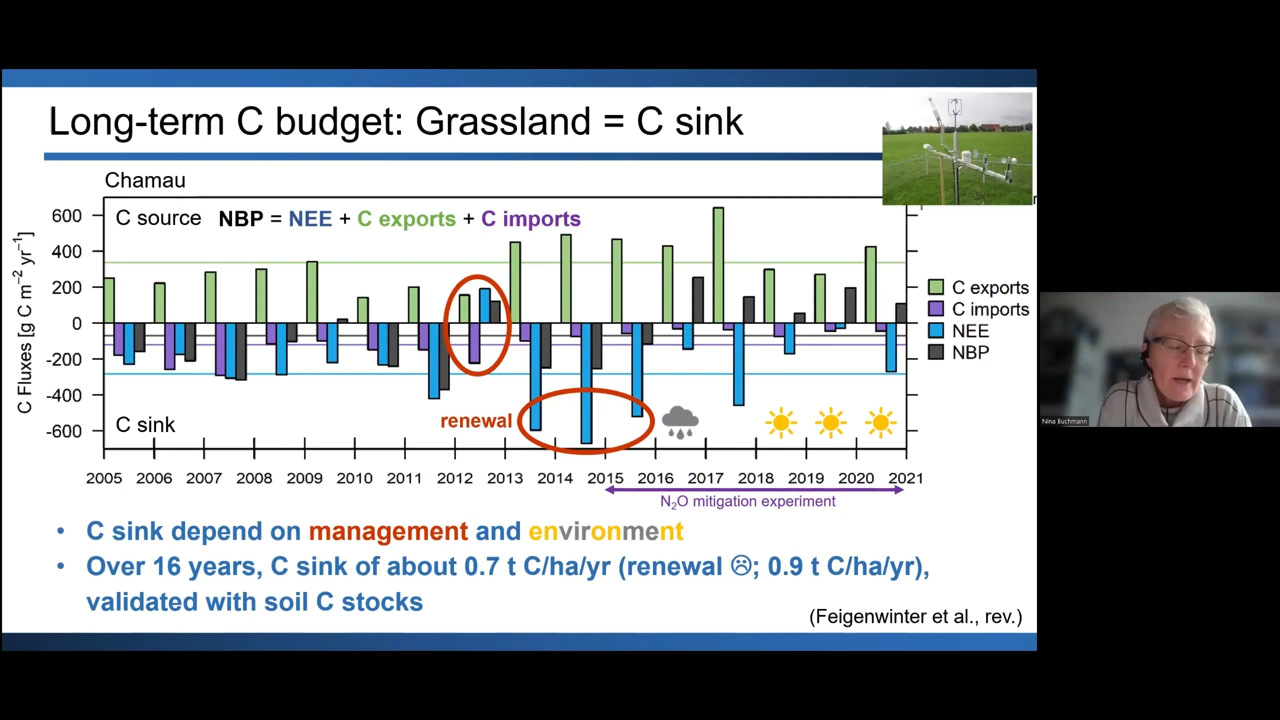 Long-term C budget: Grassland = C sink
Chamau
C source NBP = NEE + C exports + C imports
C Fluxes [g C m⁻² yr⁻¹]
600
400
200
0
-200
-400
-600
C exports
C imports
NEE
NBP
renewal
C sink
2005 2006 2007 2008 2009 2010 2011 2012 2013 2014 2015 2016 2017 2018 2019 2020 2021
N₂O mitigation experiment
• C sink depend on management and environment
• Over 16 years, C sink of about 0.7 t C/ha/yr (renewal ☹; 0.9 t C/ha/yr),
validated with soil C stocks
(Feigenwinter et al., rev.)
Nina Buchmann